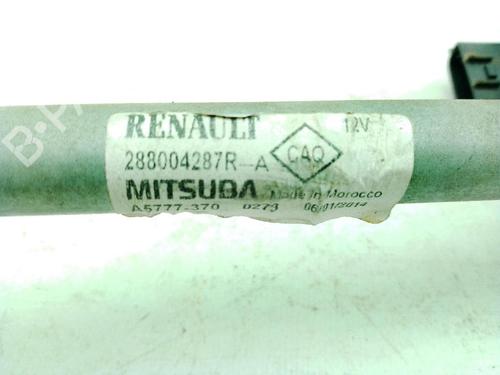 RENAULT 12V
288004287R-A CAQ
MITSUBA Made in Morocco
A5777-370 0273 06/01/2014